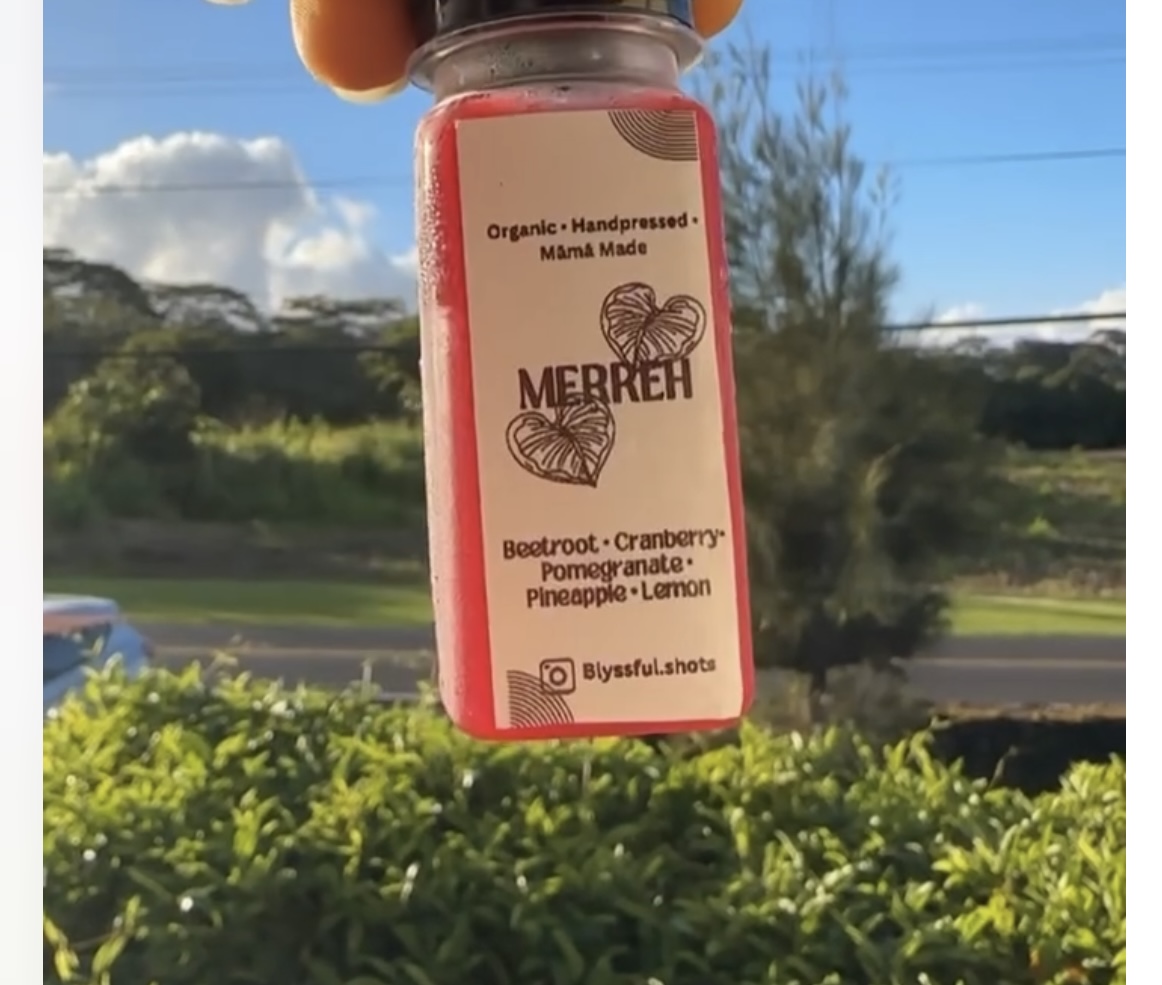 Organic • Handpressed •
Māmā Made
MERREH
Beetroot • Cranberry•
Pomegranate •
Pineapple • Lemon
Blyssful.shots